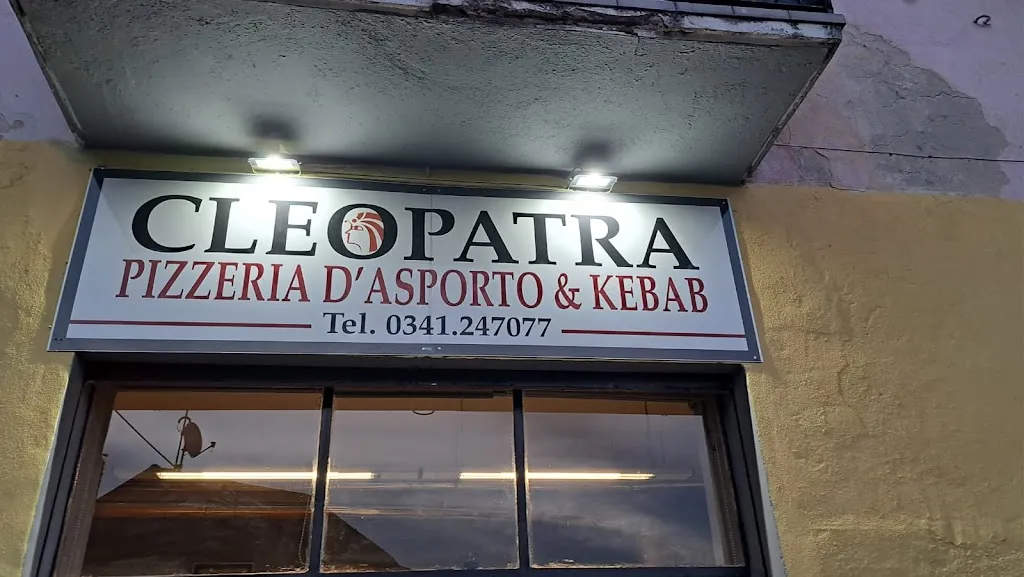 CLEOPATRA
PIZZERIA D'ASPORTO & KEBAB
Tel. 0341.247077